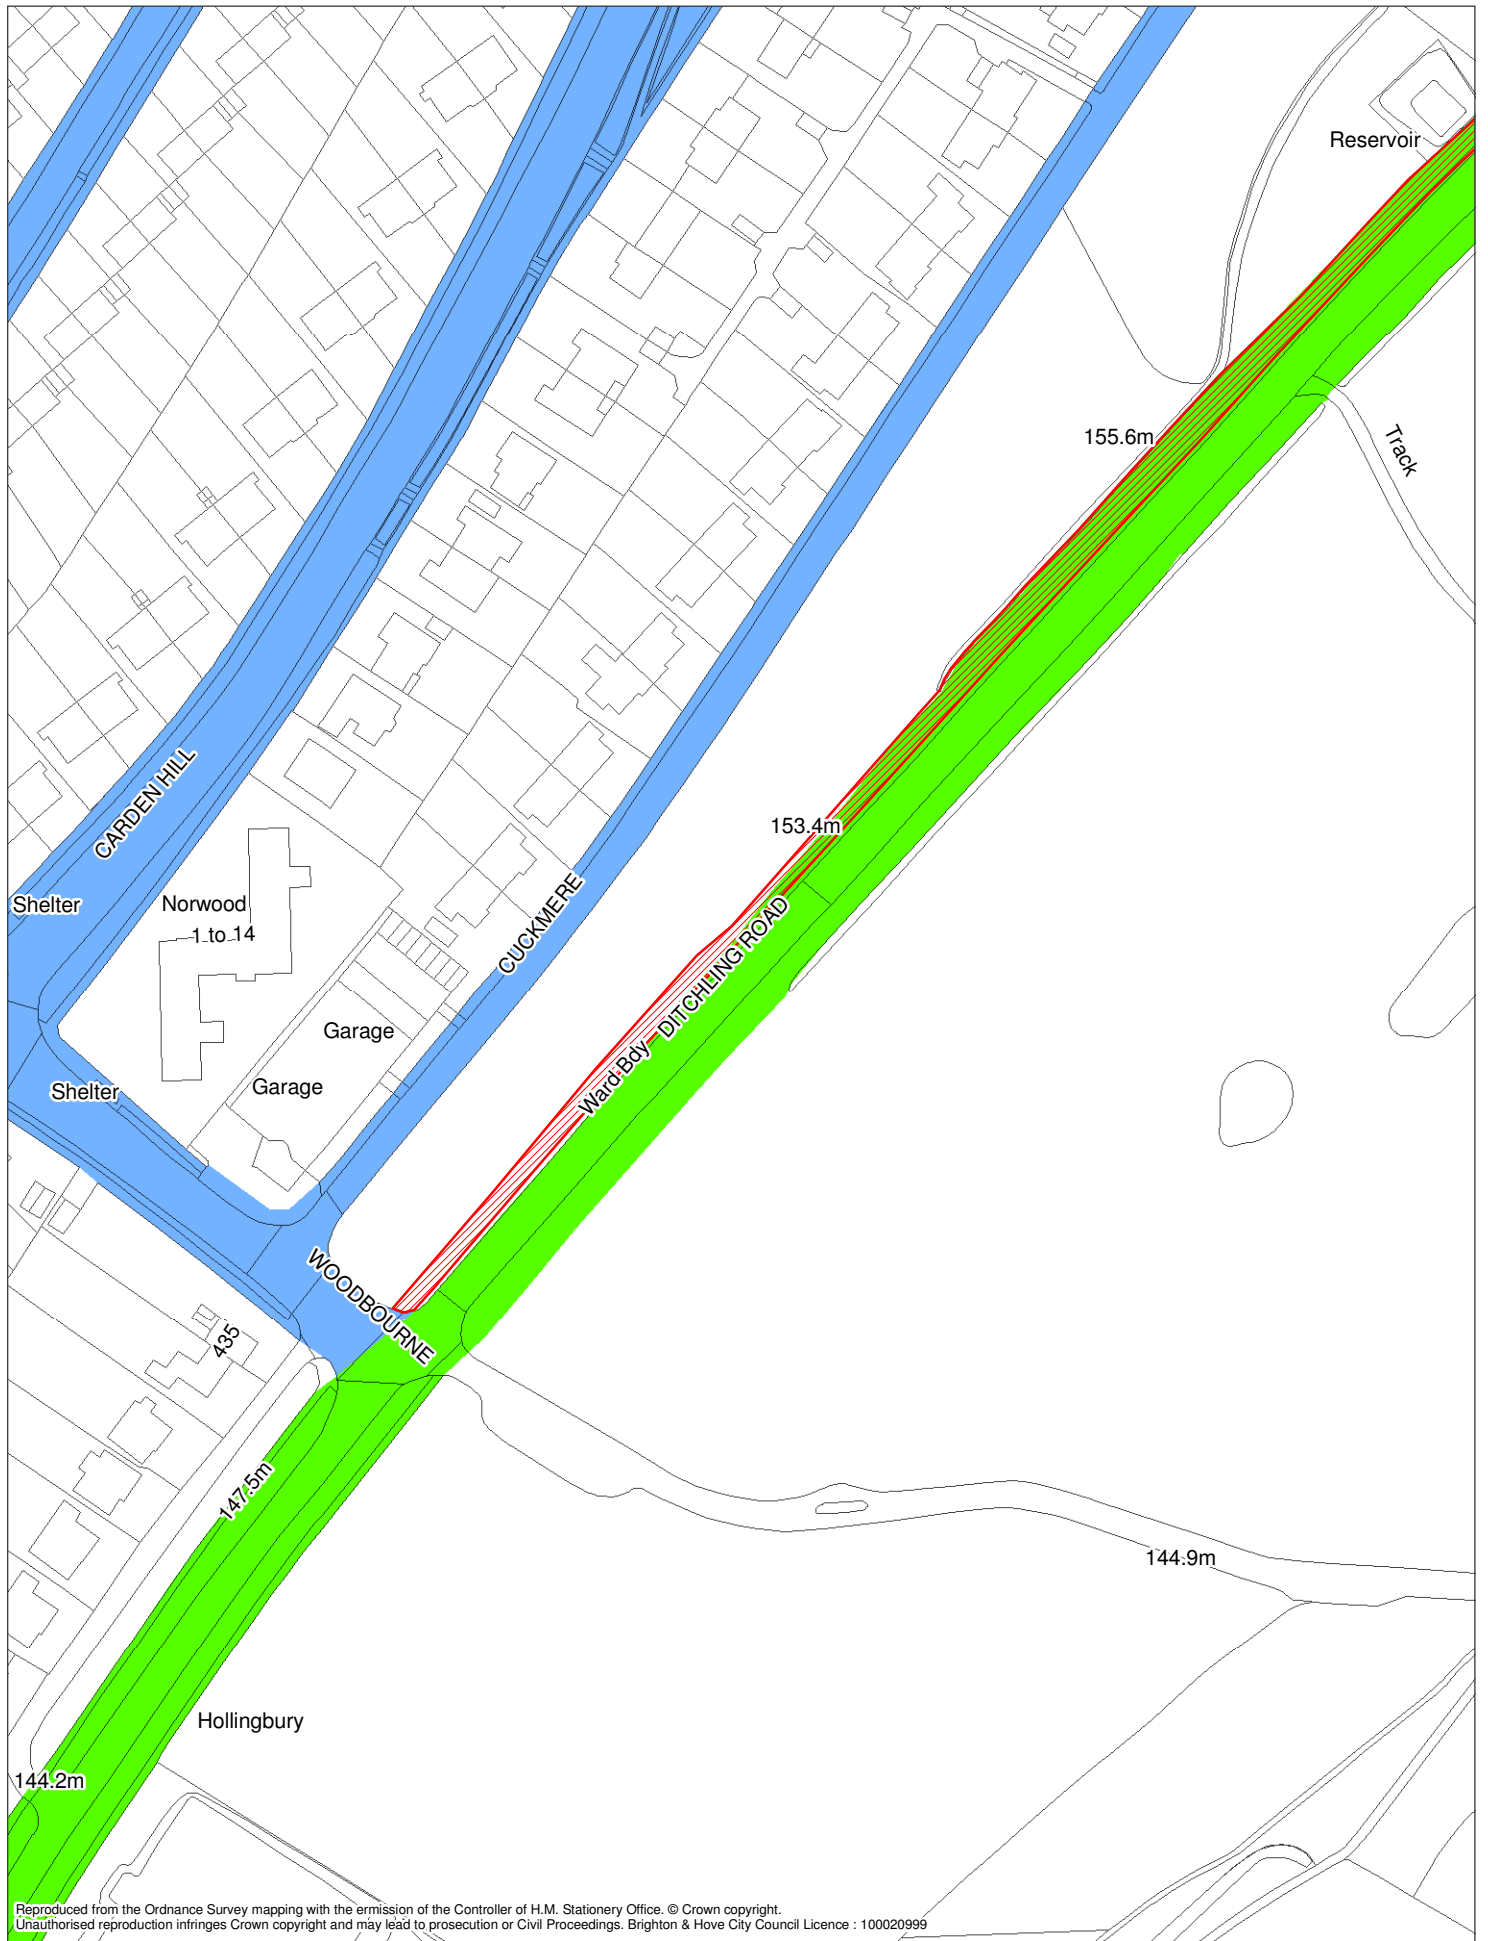 Reservoir
155.6m
Track
CARDEN HILL
153.4m
Shelter
Norwood
1 to 14
CUCKMERE
DITCHLING ROAD
Garage
Ward Bdy
Shelter
Garage
WOODBOURNE
435
147.5m
144.9m
Hollingbury
144.2m
Reproduced from the Ordnance Survey mapping with the ermission of the Controller of H.M. Stationery Office. © Crown copyright.
Unauthorised reproduction infringes Crown copyright and may lead to prosecution or Civil Proceedings. Brighton & Hove City Council Licence : 100020999